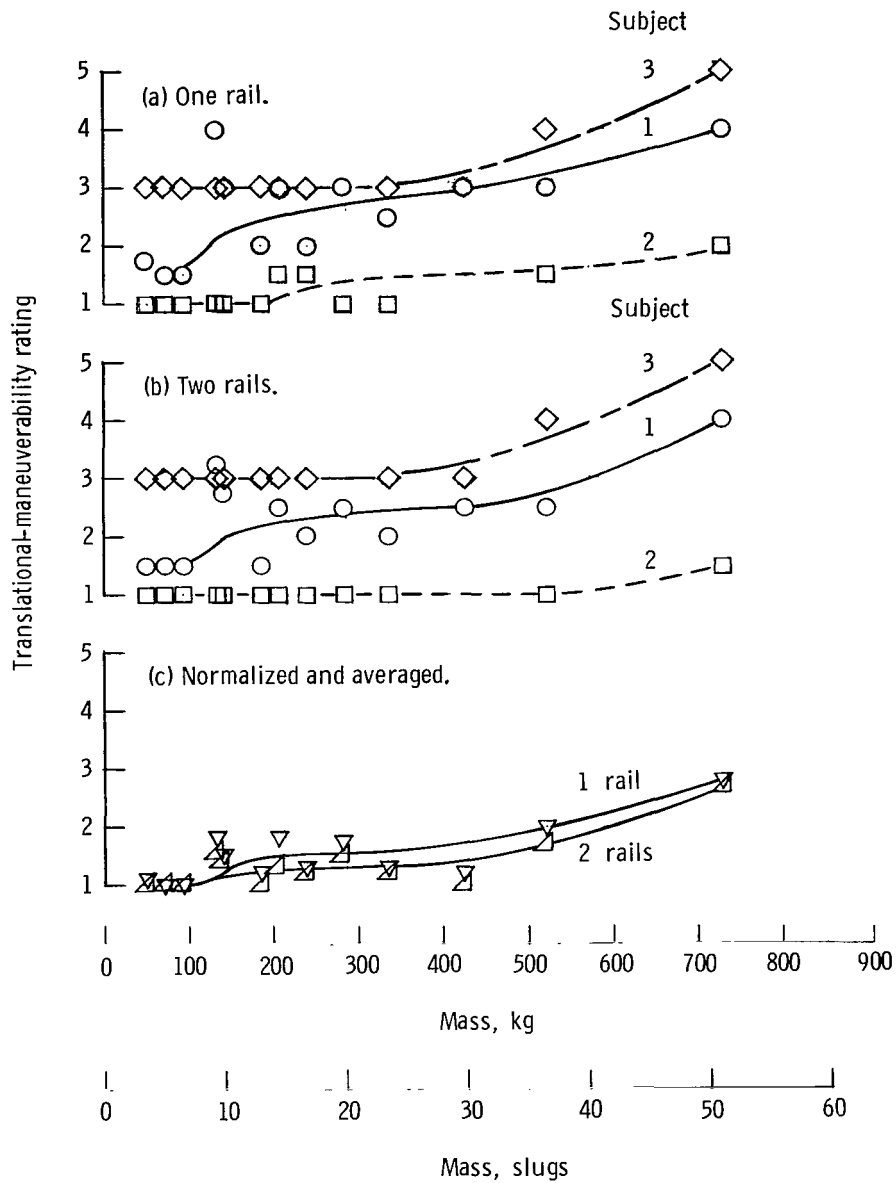 Subject
3
1
2
(a) One rail.
5
4
3
2
1
Subject
3
1
2
(b) Two rails.
5
4
3
2
1
Translational-maneuverability rating
(c) Normalized and averaged.
5
4
3
2
1
1 rail
2 rails
0 100 200 300 400 500 600 700 800 900
Mass, kg
0 10 20 30 40 50 60
Mass, slugs